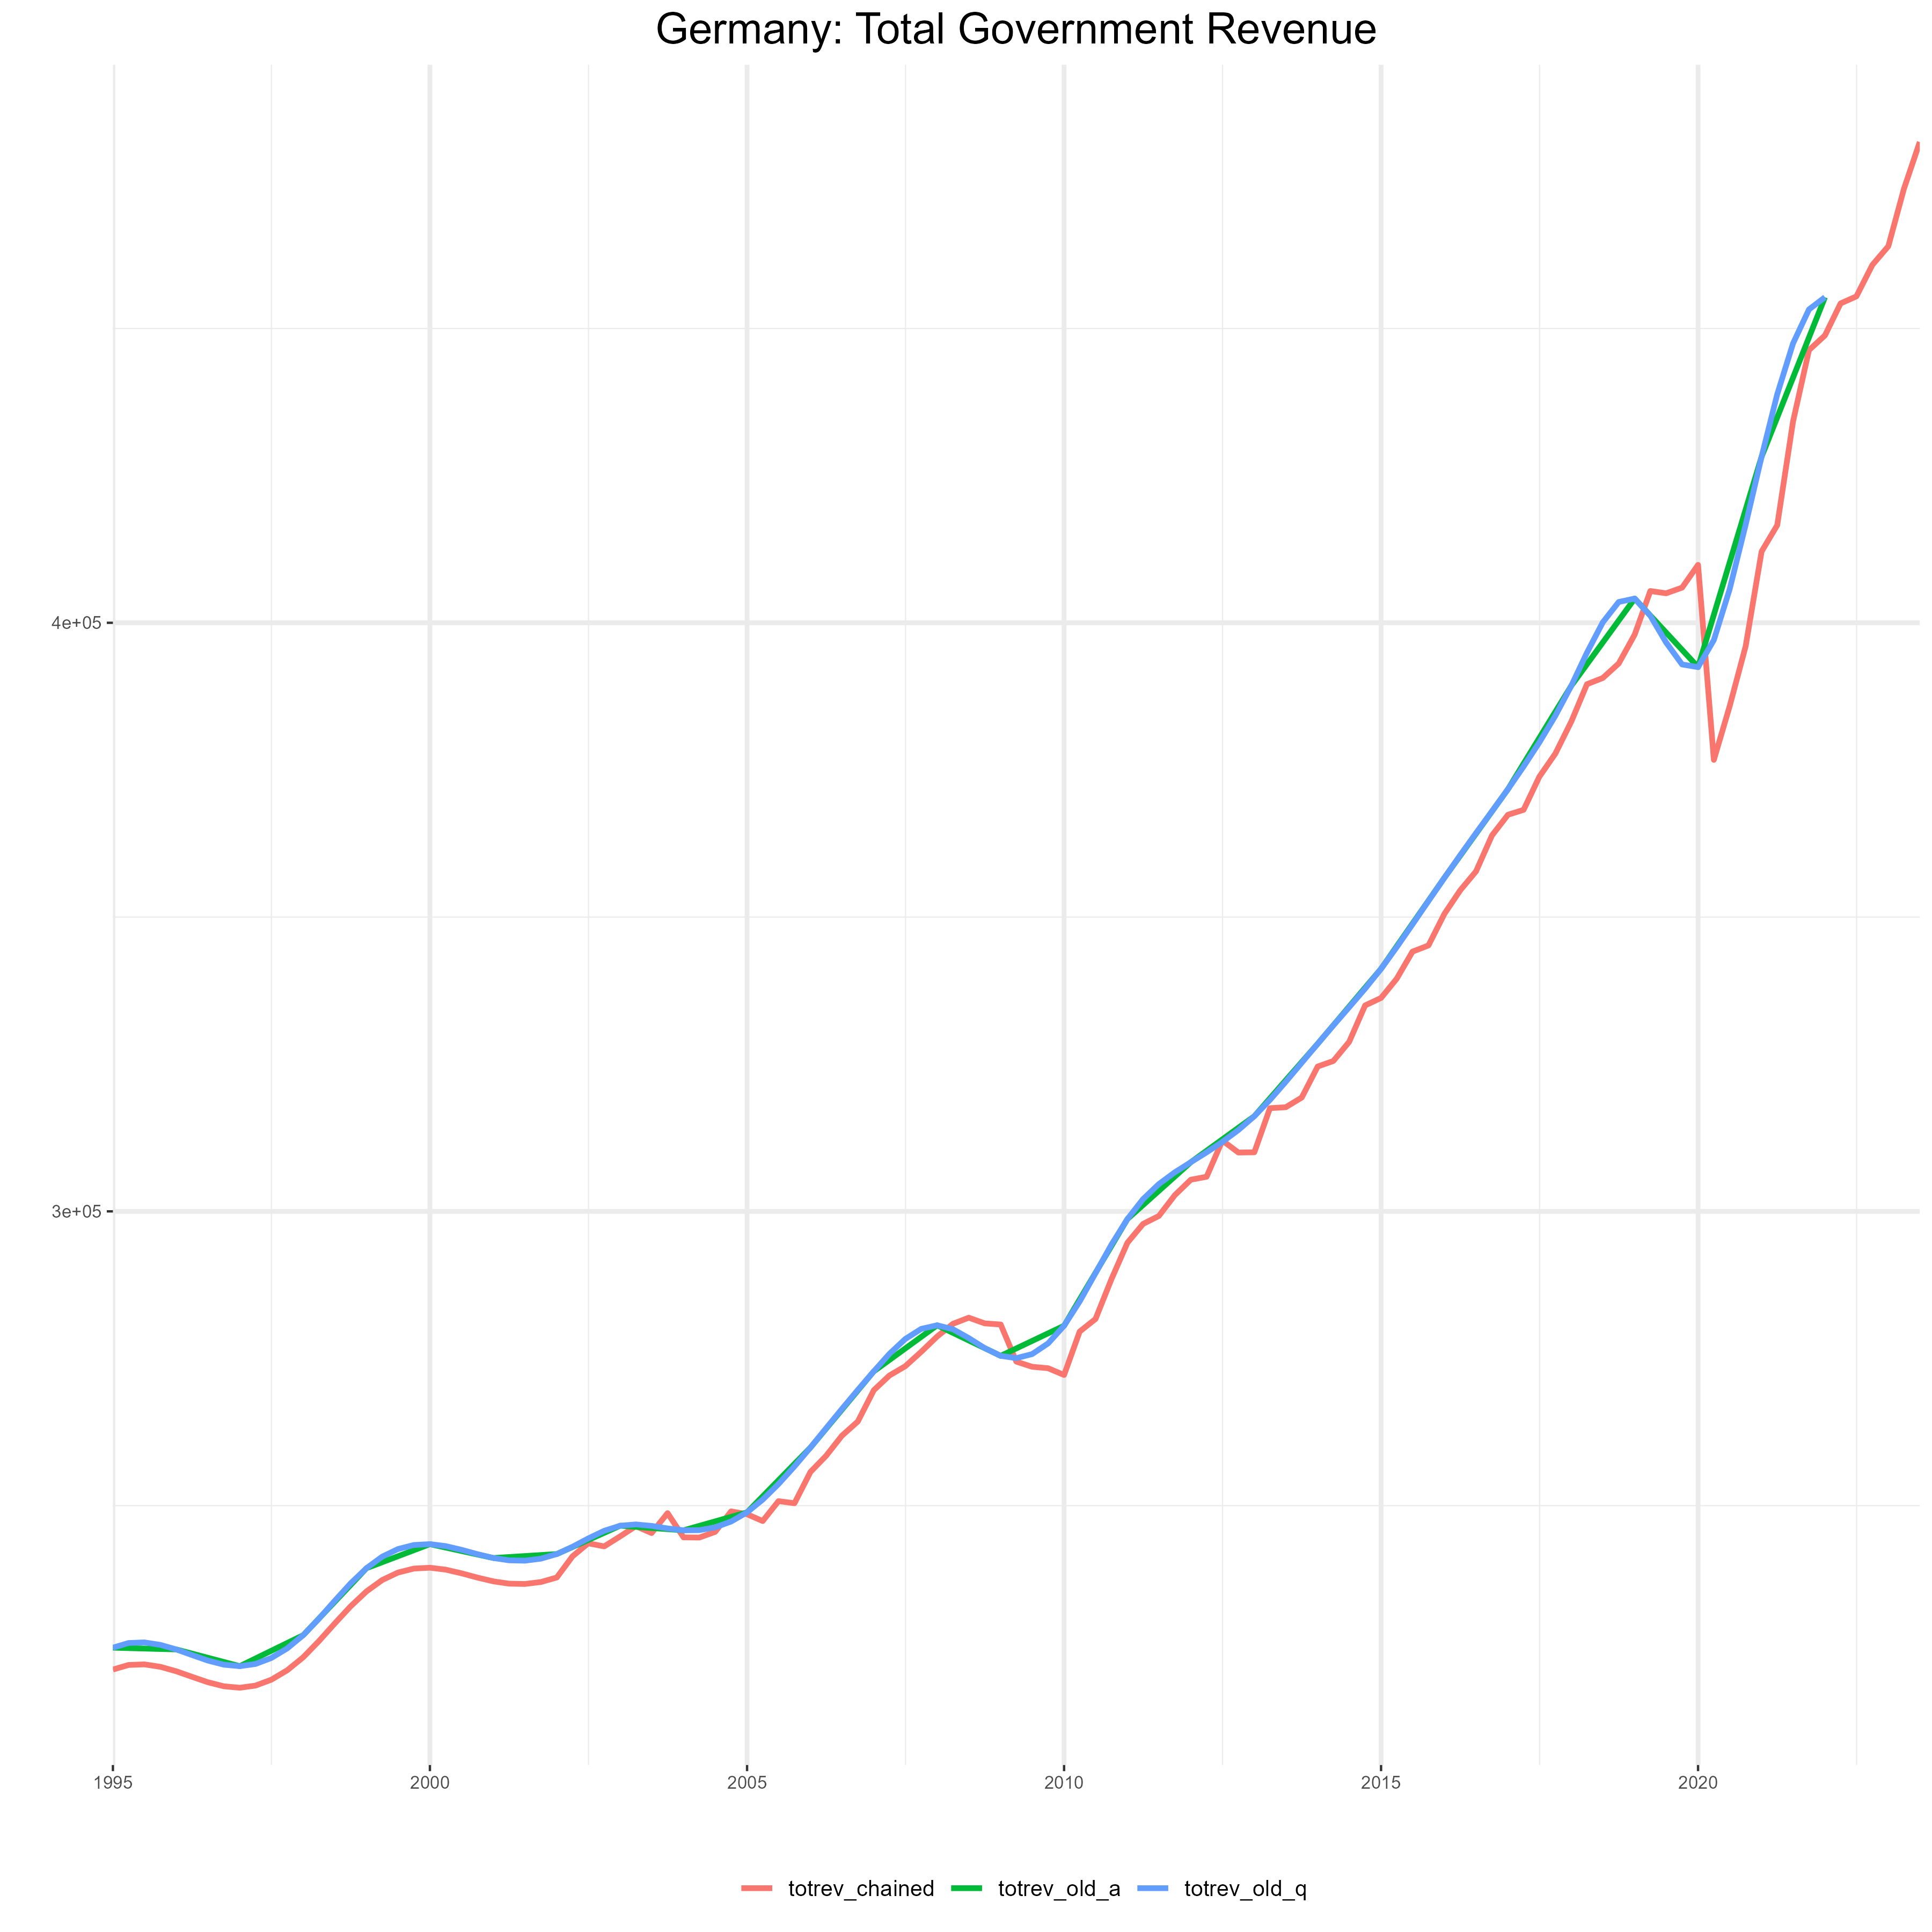 Germany: Total Government Revenue
4e+05
3e+05
1995 2000 2005 2010 2015 2020
totrev_chained totrev_old_a totrev_old_q